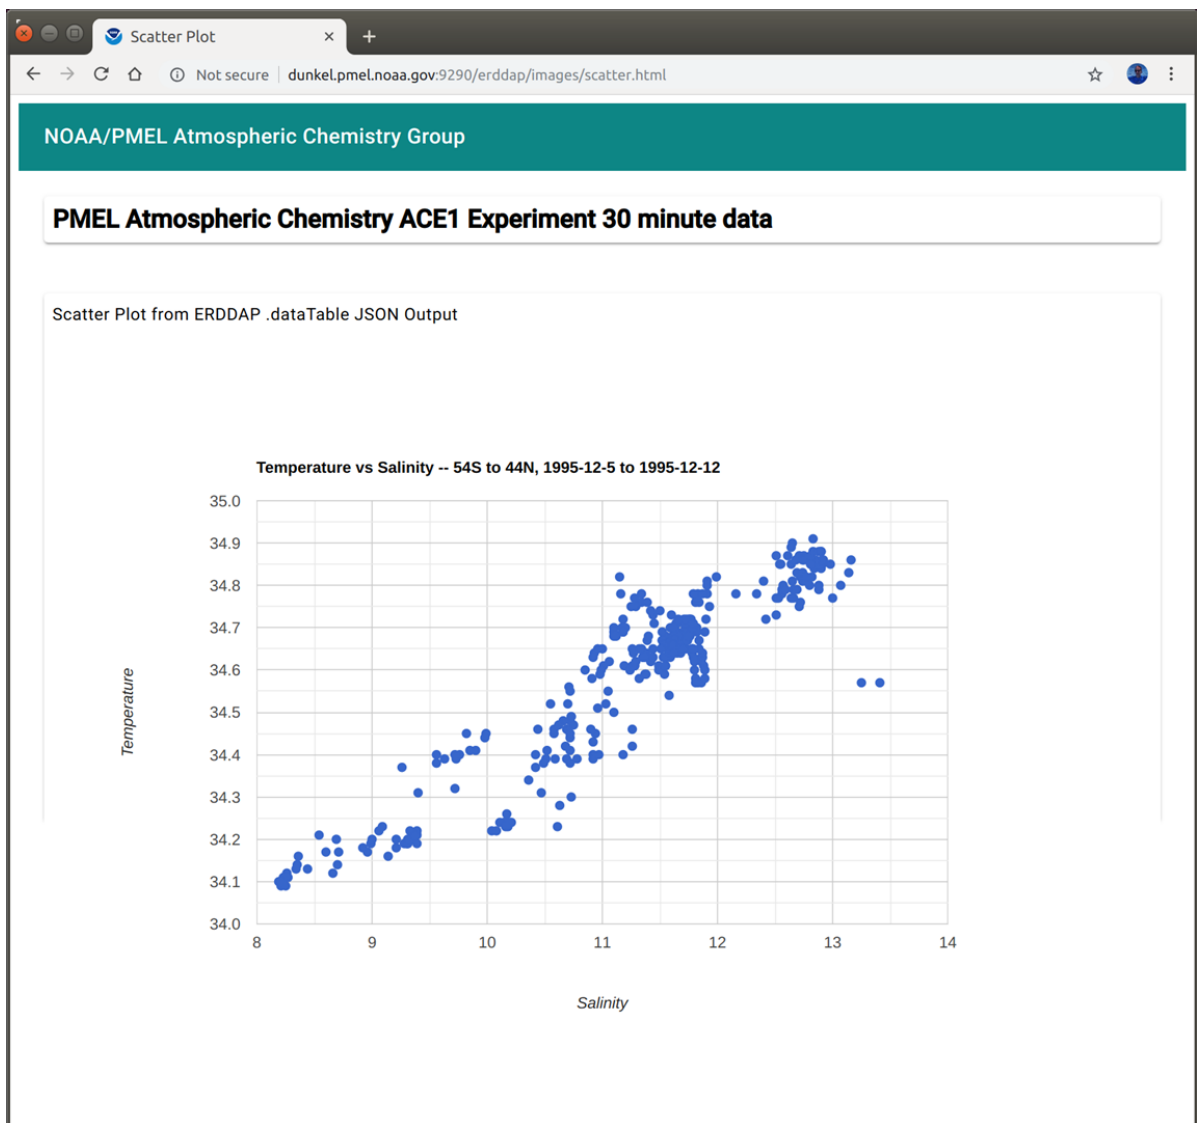 Scatter Plot
Not secure | dunkel.pmel.noaa.gov:9290/erddap/images/scatter.html
NOAA/PMEL Atmospheric Chemistry Group
PMEL Atmospheric Chemistry ACE1 Experiment 30 minute data
Scatter Plot from ERDDAP .dataTable JSON Output
Temperature vs Salinity -- 54S to 44N, 1995-12-5 to 1995-12-12
35.0
34.9
34.8
34.7
34.6
34.5
34.4
34.3
34.2
34.1
34.0
Temperature
8 9 10 11 12 13 14
Salinity